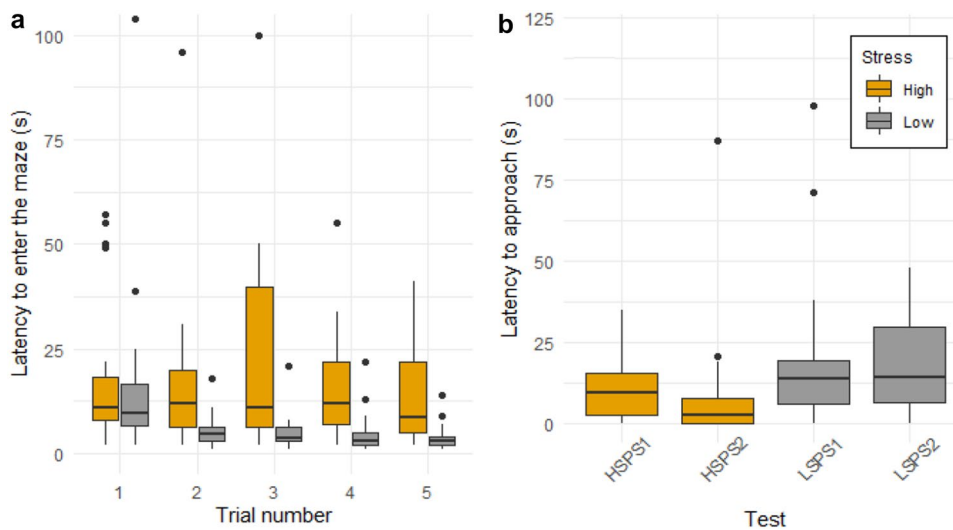 a
Latency to enter the maze (s)
100
75
50
25
0
1 2 3 4 5
Trial number
b
Latency to approach (s)
125
100
75
50
25
0
HSPS1 HSPS2 LSPS1 LSPS2
Test
Stress
High
Low